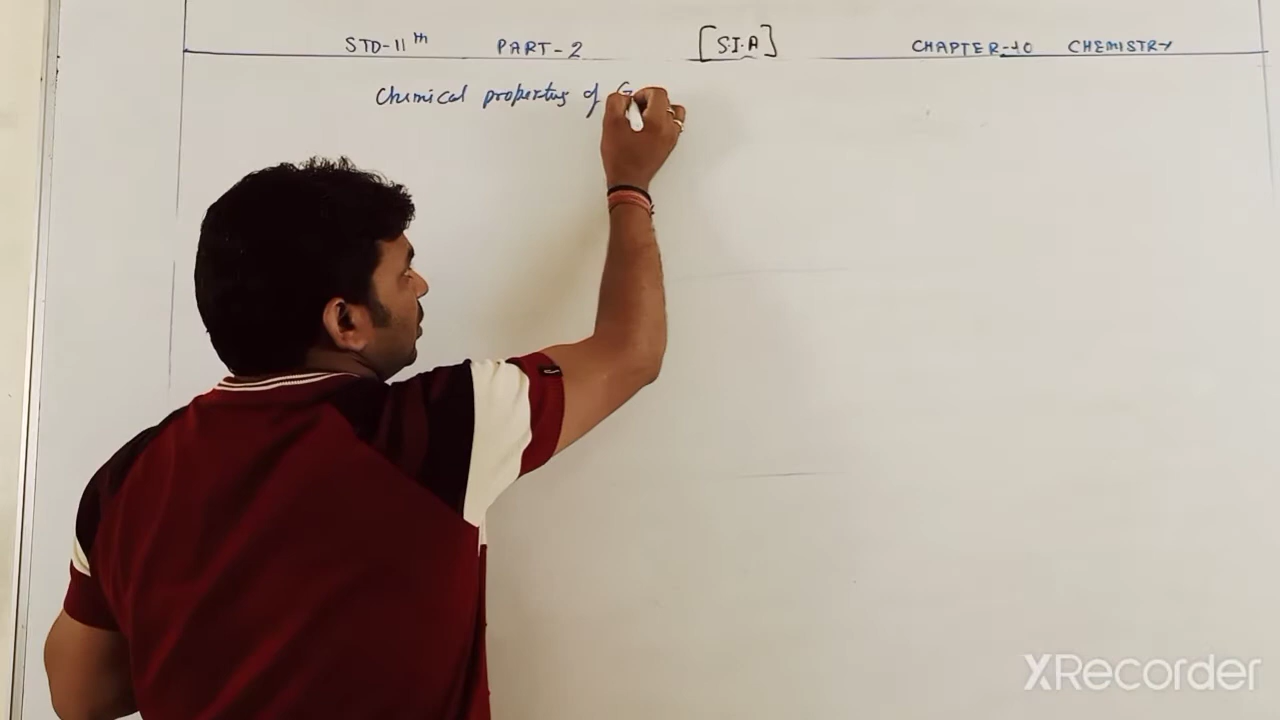 STD-11th PART-2 [S.I.A] CHAPTER-10 CHEMISTRY
Chemical properties of G
XRecorder